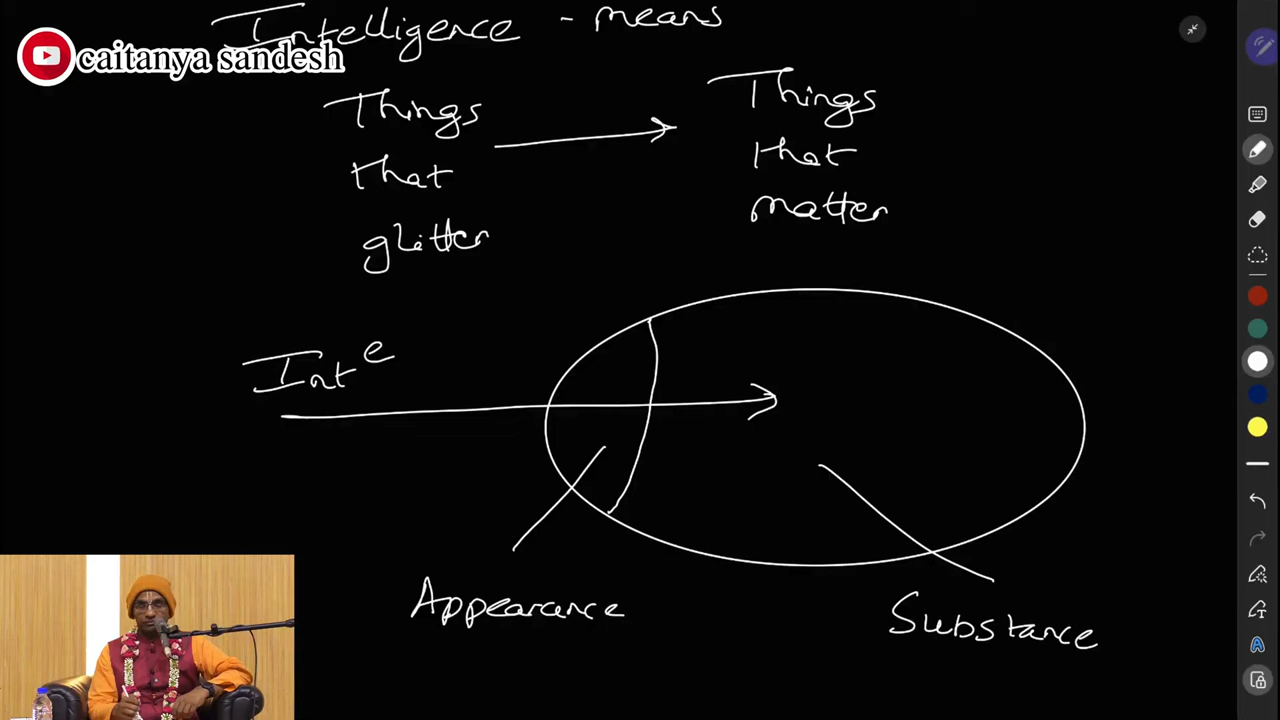 Intelligence - means
caitanya sandesh
Things
that
glitter
Things
that
matter
Int e
Appearance
Substance